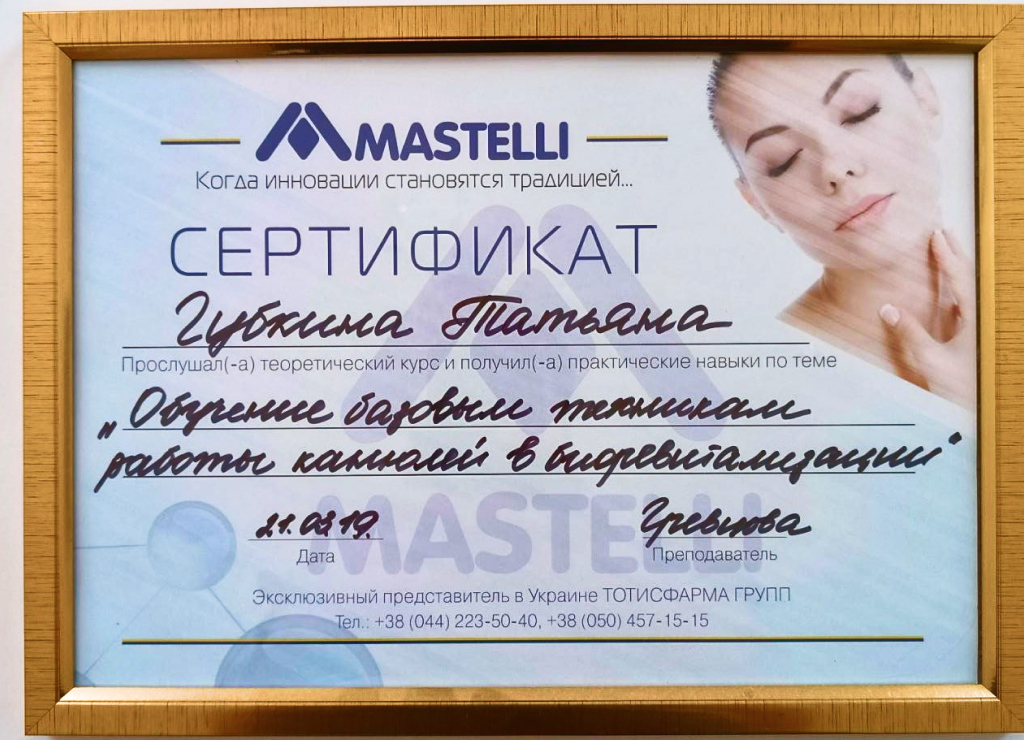 MASTELLI
Когда инновации становятся традицией...
СЕРТИФИКАТ
Губкина Татьяна
Прослушал(-а) теоретический курс и получил(-а) практические навыки по теме
„Обучение базовым техникам
работы канюлей в биоревитализации"
21.03.19.
Гревцова
Дата
Преподаватель
MASTELLI
Эксклюзивный представитель в Украине ТОТИСФАРМА ГРУПП
Тел.: +38 (044) 223-50-40, +38 (050) 457-15-15